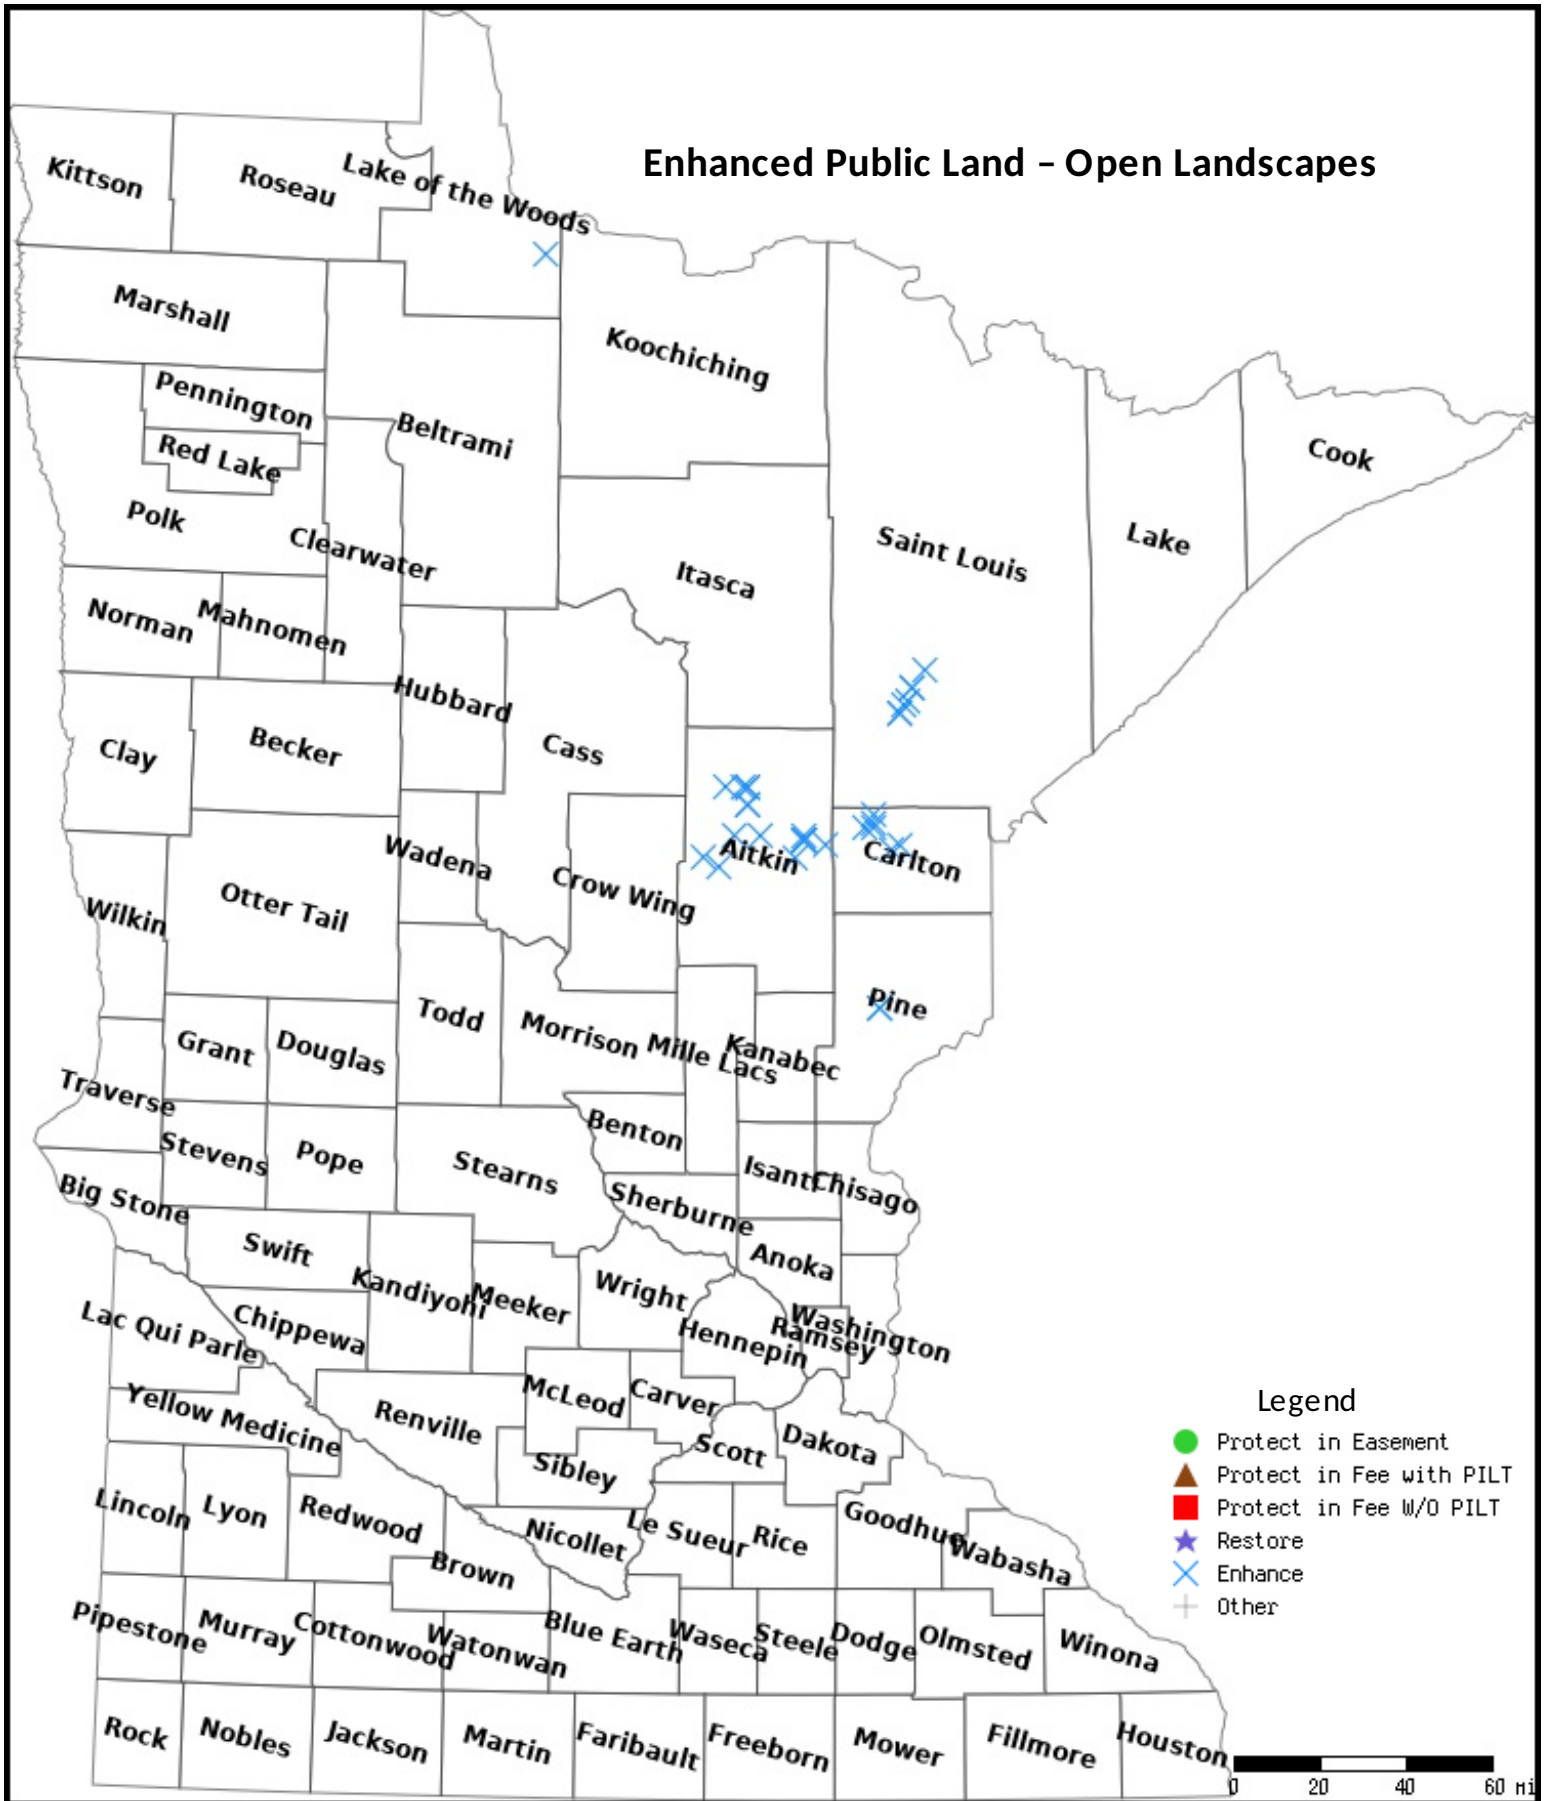 Enhanced Public Land – Open Landscapes
Kittson
Roseau
Lake of the Woods
Marshall
Koochiching
Pennington
Beltrami
Red Lake
Cook
Polk
Clearwater
Saint Louis
Lake
Itasca
Norman
Mahnomen
Hubbard
Clay
Becker
Cass
Wadena
Aitkin
Carlton
Otter Tail
Crow Wing
Wilkin
Pine
Todd
Morrison
Grant
Douglas
Mille Lacs
Kanabec
Traverse
Benton
Stevens
Pope
Stearns
Isanti
Chisago
Big Stone
Sherburne
Swift
Anoka
Kandiyohi
Meeker
Wright
Lac Qui Parle
Chippewa
Hennepin
Ramsey
Washington
Yellow Medicine
Renville
McLeod
Carver
Scott
Dakota
Sibley
Lincoln
Lyon
Redwood
Nicollet
Le Sueur
Rice
Goodhue
Wabasha
Brown
Pipestone
Murray
Cottonwood
Watonwan
Blue Earth
Waseca
Steele
Dodge
Olmsted
Winona
Rock
Nobles
Jackson
Martin
Faribault
Freeborn
Mower
Fillmore
Houston
Legend
Protect in Easement
Protect in Fee with PILT
Protect in Fee W/O PILT
Restore
Enhance
Other
0 20 40 60 mi